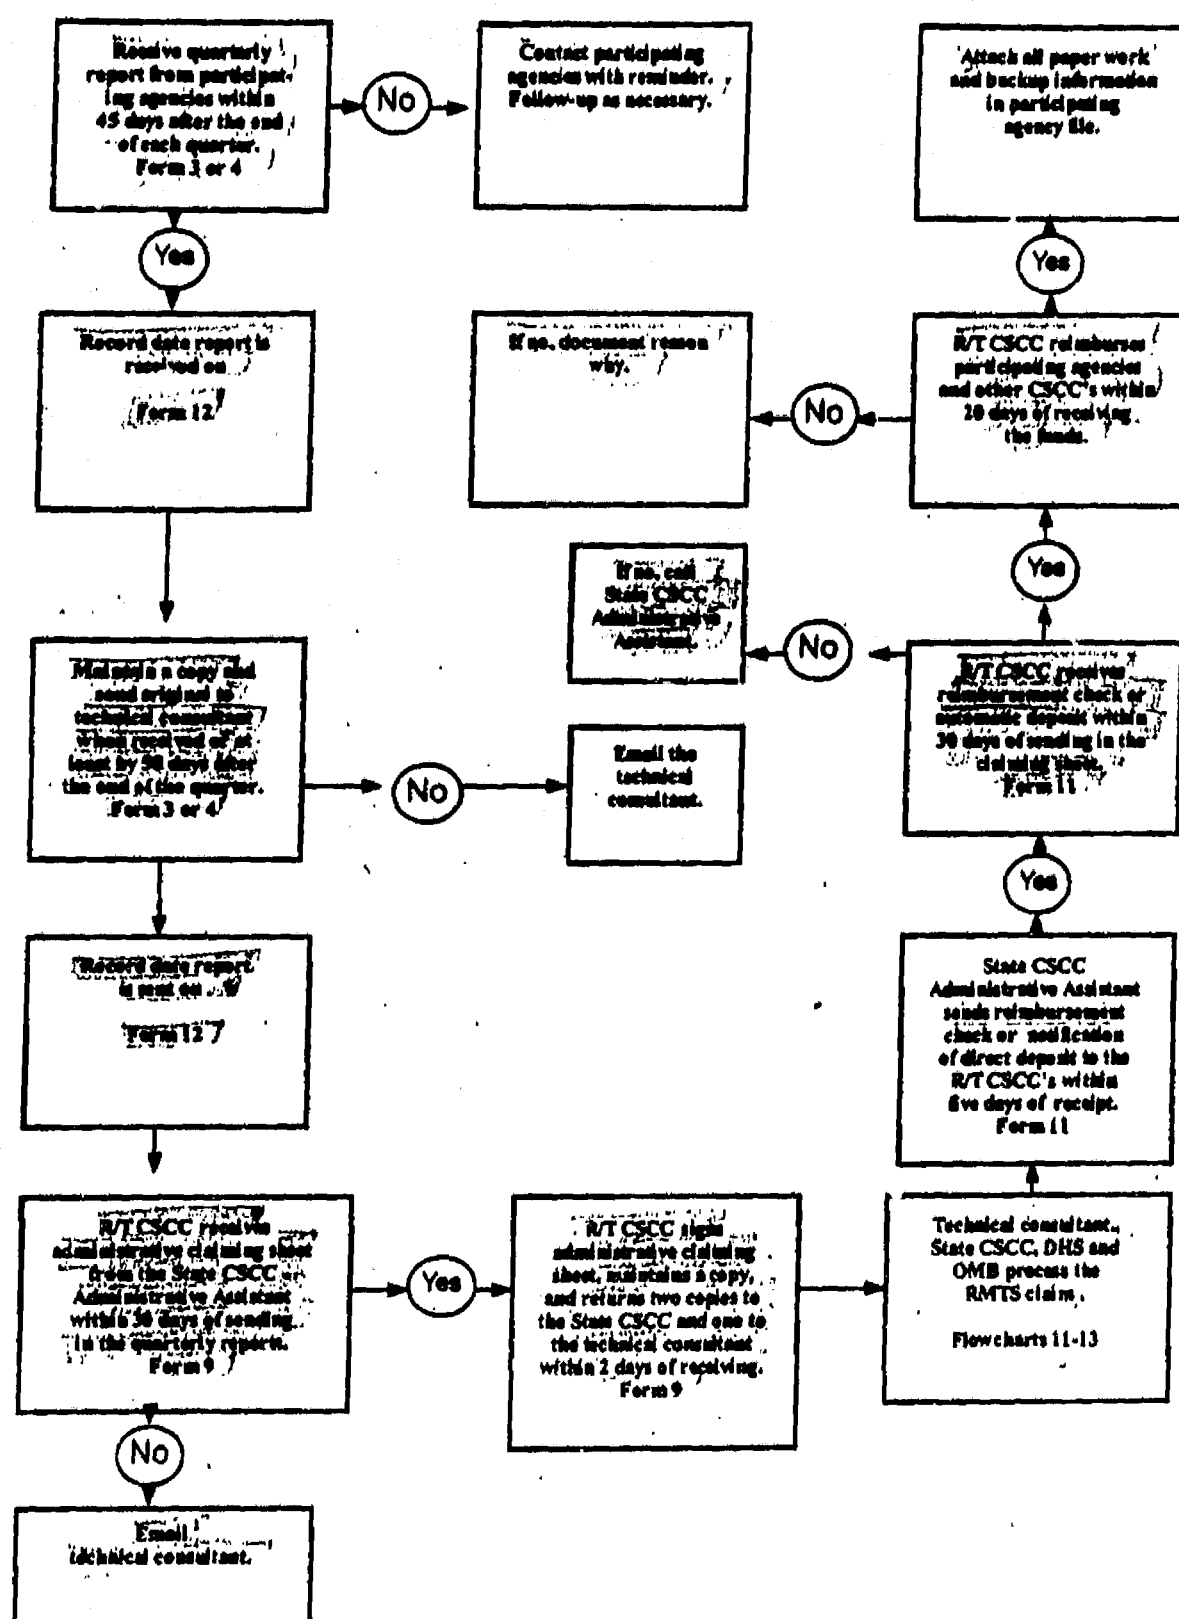 Receive quarterly
report from participat-
ing agencies within
45 days after the end
of each quarter.
Form 3 or 4
No
Contact participating
agencies with reminder.
Follow-up as necessary.
Attach all paper work
and backup information
in participating
agency file.
Yes
Yes
Record date report is
received on
Form 12
If no, document reason
why.
No
R/T CSCC reimburses
participating agencies
and other CSCC's within
20 days of receiving
the funds.
Yes
If no, call
State CSCC
Administrative
Assistant.
No
Maintain a copy and
send original to
technical consultant
when received or at
least by 50 days after
the end of the quarter.
Form 3 or 4
No
Email the
technical
consultant.
R/T CSCC receives
reimbursement check or
automatic deposit within
30 days of sending in the
claiming sheet.
Form 11
Yes
Record date report
is sent on
Form 12
State CSCC
Administrative Assistant
sends reimbursement
check or notification
of direct deposit to the
R/T CSCC's within
five days of receipt.
Form 11
R/T CSCC receives
administrative claiming sheet
from the State CSCC
Administrative Assistant
within 30 days of sending
in the quarterly reports.
Form 9
Yes
R/T CSCC signs
administrative claiming
sheet, maintains a copy,
and returns two copies to
the State CSCC and one to
the technical consultant
within 2 days of receiving.
Form 9
Technical consultant,
State CSCC, DHS and
OMB process the
RMTS claim.
Flowcharts 11-13
No
Email
technical consultant.